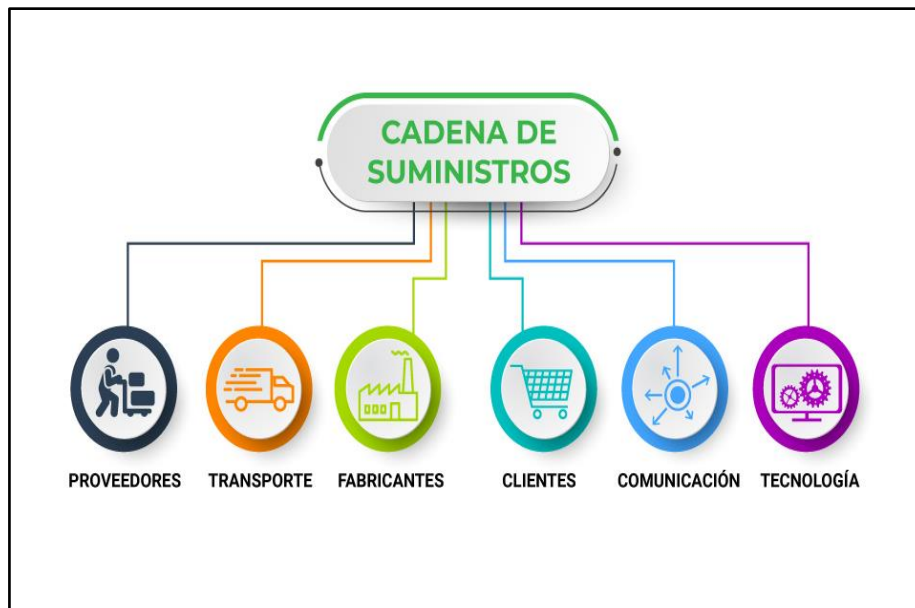 CADENA DE
SUMINISTROS
PROVEEDORES
TRANSPORTE
FABRICANTES
CLIENTES
COMUNICACIÓN
TECNOLOGÍA